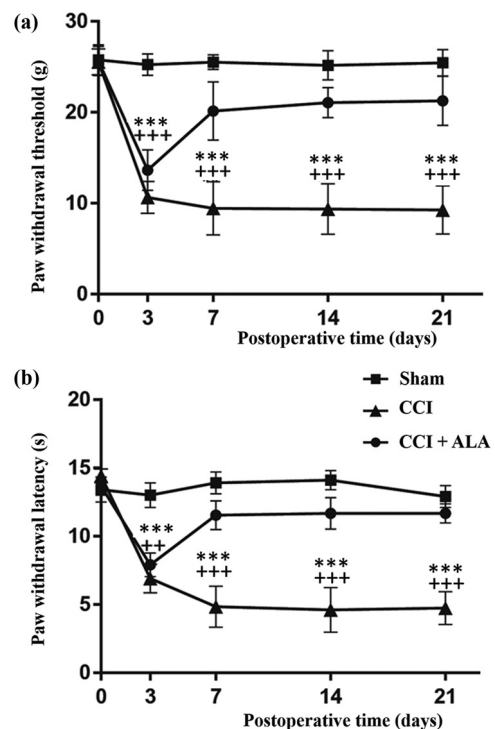 (a)
Paw withdrawal threshold (g)
30
20
10
0
***
+++
***
+++
***
+++
***
+++
0 3 7 14 21
Postoperative time (days)
(b)
Sham
CCI
CCI + ALA
Paw withdrawal latency (s)
20
15
10
5
0
***
++
***
+++
***
+++
***
+++
0 3 7 14 21
Postoperative time (days)